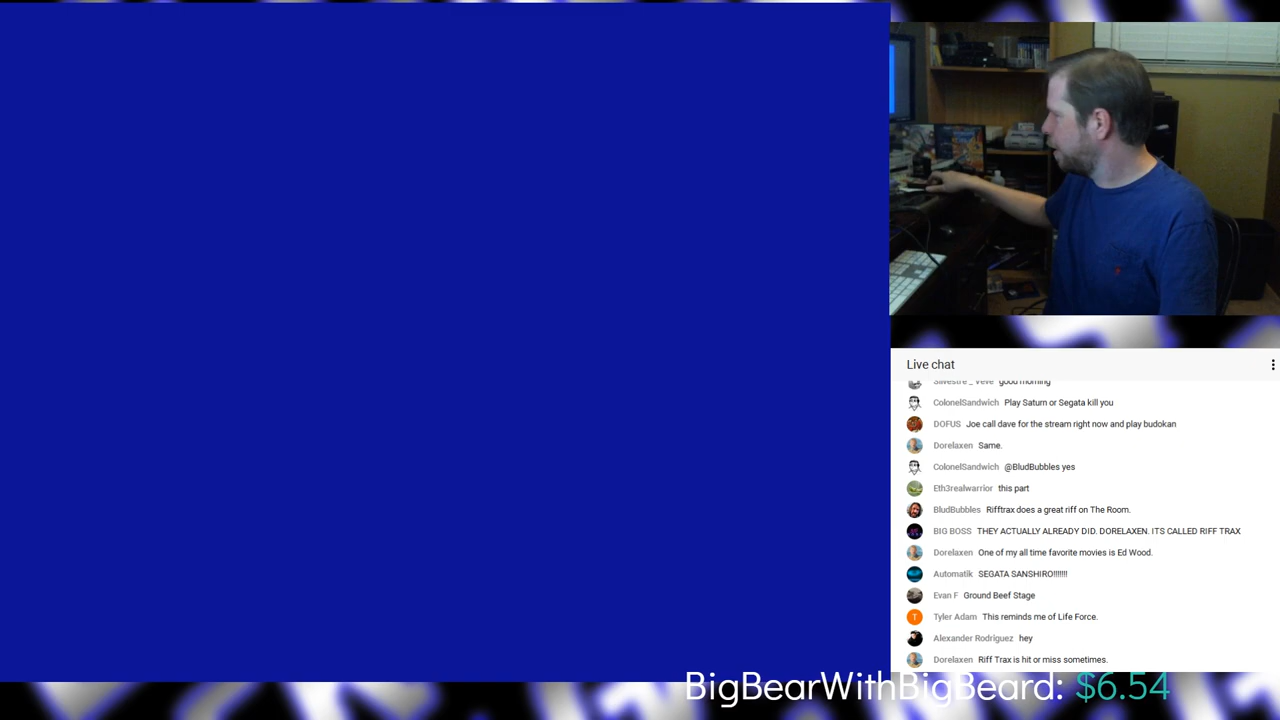 Live chat
Silvestre_Veve good morning
ColonelSandwich Play Saturn or Segata kill you
DOFUS Joe call dave for the stream right now and play budokan
Dorelaxen Same.
ColonelSandwich @BludBubbles yes
Eth3realwarrior this part
BludBubbles Rifftrax does a great riff on The Room.
BIG BOSS THEY ACTUALLY ALREADY DID. DORELAXEN. ITS CALLED RIFF TRAX
Dorelaxen One of my all time favorite movies is Ed Wood.
Automatik SEGATA SANSHIRO!!!!!!!
Evan F Ground Beef Stage
T Tyler Adam This reminds me of Life Force.
Alexander Rodriguez hey
Dorelaxen Riff Trax is hit or miss sometimes.
BigBearWithBigBeard: $6.54